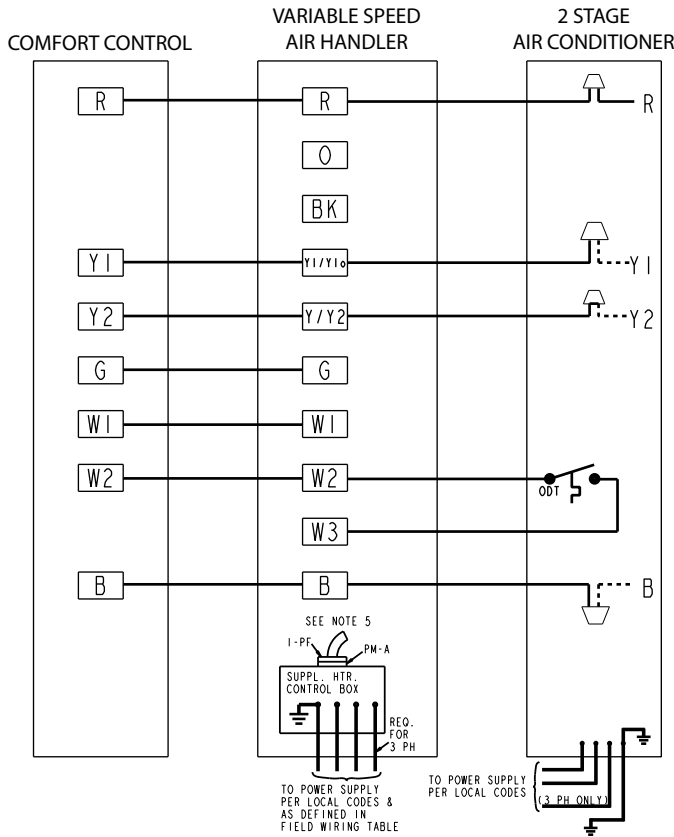 VARIABLE SPEED
AIR HANDLER
2 STAGE
AIR CONDITIONER
COMFORT CONTROL
R R R
O
BK
Y1 Y1/Y1o Y1
Y2 Y/Y2 Y2
G G
W1 W1
W2 W2
ODT
W3
B B B
SEE NOTE 5
1-PF
PM-A
SUPPL. HTR.
CONTROL BOX
REQ.
FOR
3 PH
TO POWER SUPPLY
PER LOCAL CODES &
AS DEFINED IN
FIELD WIRING TABLE
TO POWER SUPPLY
PER LOCAL CODES
(3 PH ONLY)